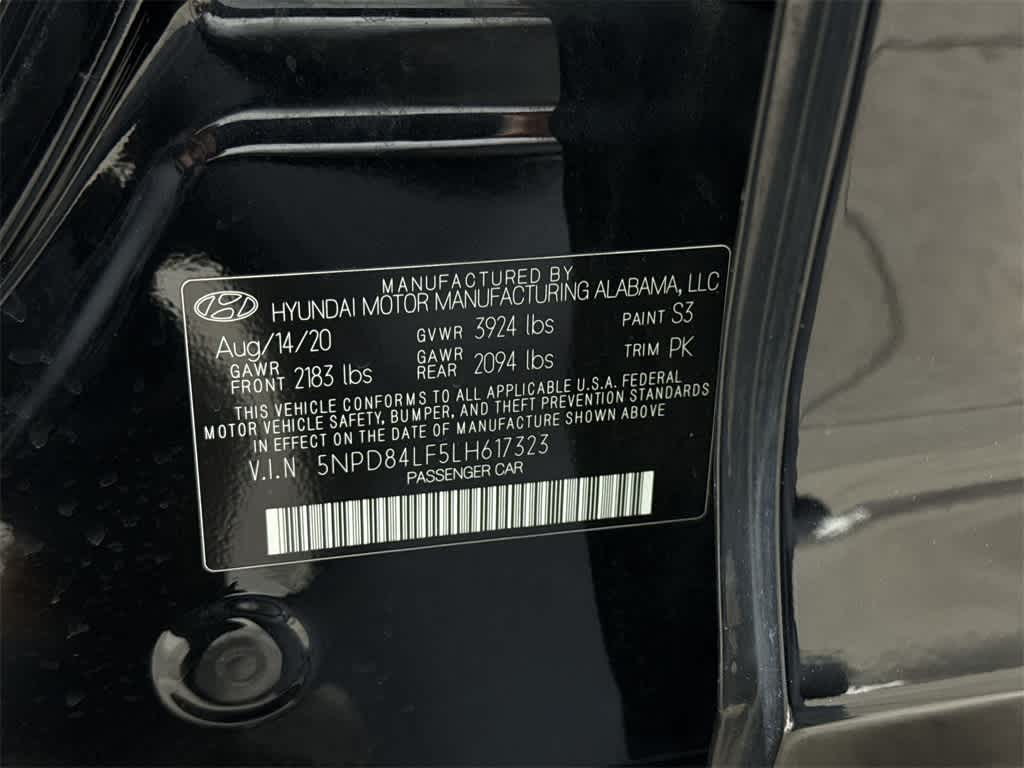 MANUFACTURED BY
HYUNDAI MOTOR MANUFACTURING ALABAMA, LLC
Aug/14/20 GVWR 3924 lbs PAINT S3
GAWR FRONT 2183 lbs GAWR REAR 2094 lbs TRIM PK
THIS VEHICLE CONFORMS TO ALL APPLICABLE U.S.A. FEDERAL
MOTOR VEHICLE SAFETY, BUMPER, AND THEFT PREVENTION STANDARDS
IN EFFECT ON THE DATE OF MANUFACTURE SHOWN ABOVE
V.I.N 5NPD84LF5LH617323
PASSENGER CAR